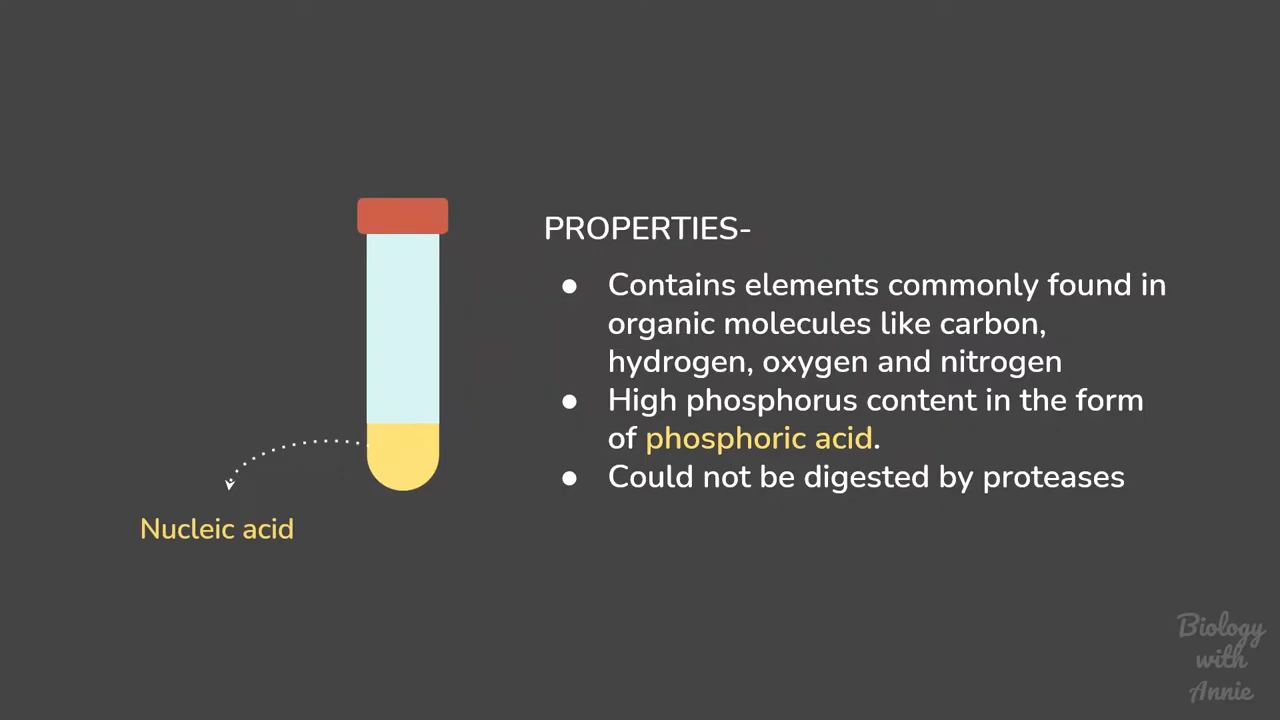 PROPERTIES-
● Contains elements commonly found in
organic molecules like carbon,
hydrogen, oxygen and nitrogen
● High phosphorus content in the form
of phosphoric acid.
● Could not be digested by proteases
Nucleic acid
Biology
with
Annie